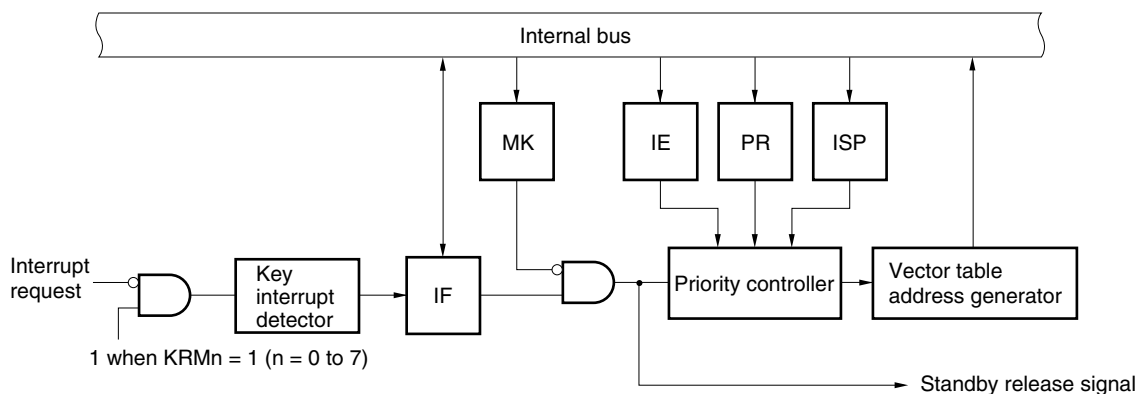 Internal bus
MK
IE
PR
ISP
Interrupt
request
Key
interrupt
detector
IF
Priority controller
Vector table
address generator
1 when KRMn = 1 (n = 0 to 7)
Standby release signal